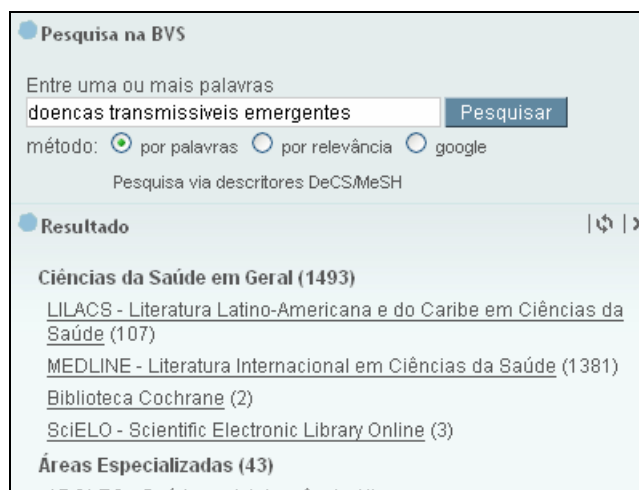 Pesquisa na BVS
Entre uma ou mais palavras
doencas transmissiveis emergentes Pesquisar
método: por palavras por relevância google
Pesquisa via descritores DeCS/MeSH
Resultado
Ciências da Saúde em Geral (1493)
LILACS - Literatura Latino-Americana e do Caribe em Ciências da
Saúde (107)
MEDLINE - Literatura Internacional em Ciências da Saúde (1381)
Biblioteca Cochrane (2)
SciELO - Scientific Electronic Library Online (3)
Áreas Especializadas (43)